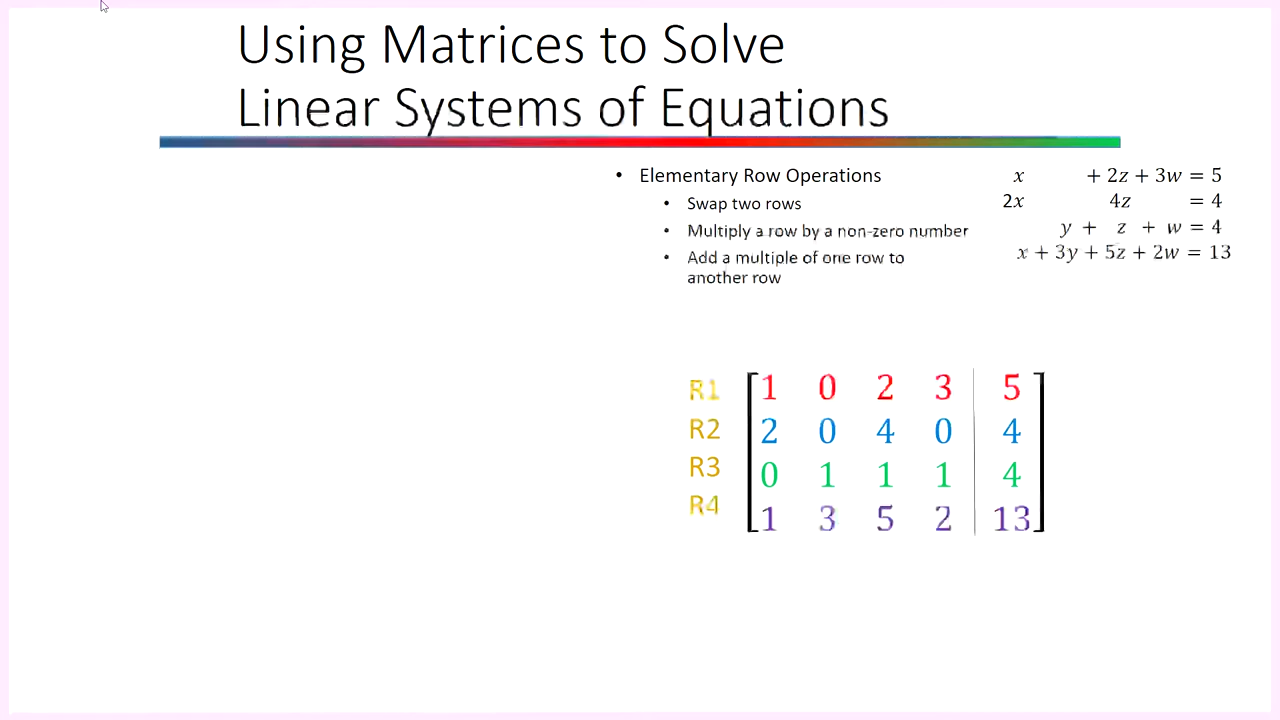 Using Matrices to Solve
Linear Systems of Equations
• Elementary Row Operations
• Swap two rows
• Multiply a row by a non-zero number
• Add a multiple of one row to
another row
x + 2z + 3w = 5
2x 4z = 4
y + z + w = 4
x + 3y + 5z + 2w = 13
R1 1 0 2 3 5
R2 2 0 4 0 4
R3 0 1 1 1 4
R4 1 3 5 2 13